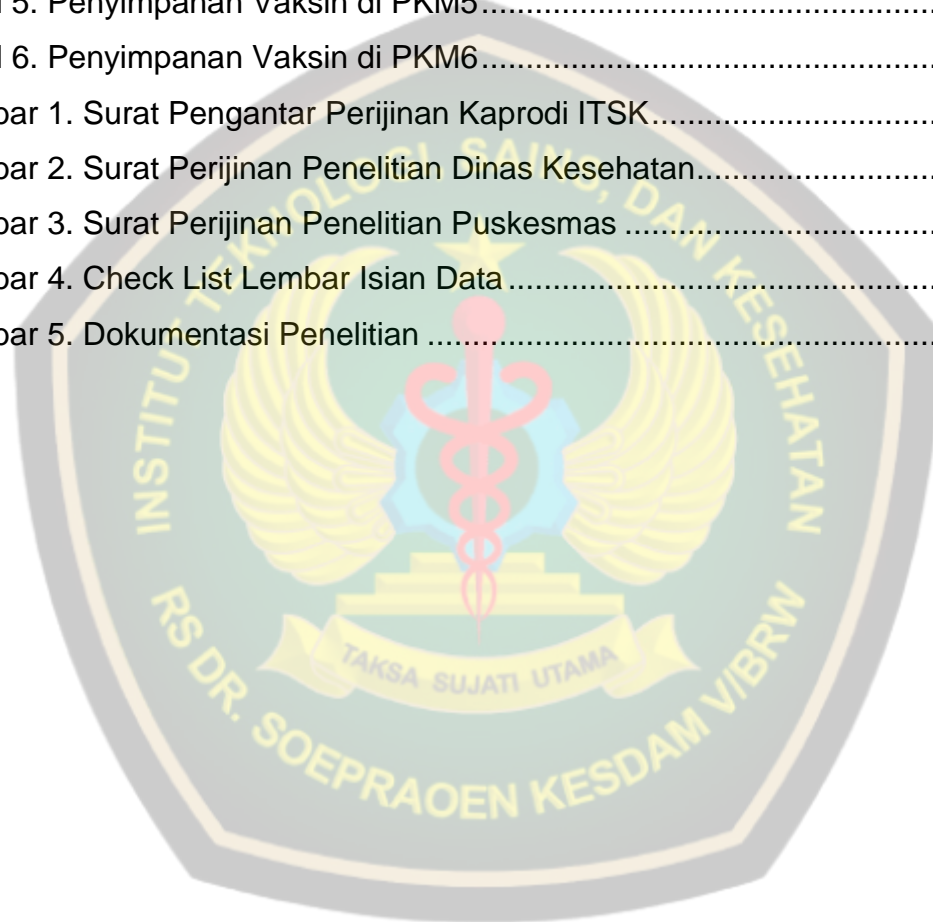 l 5. Penyimpanan Vaksin di PKM5........................................................
l 6. Penyimpanan Vaksin di PKM6........................................................
bar 1. Surat Pengantar Perijinan Kaprodi ITSK...................................
bar 2. Surat Perijinan Penelitian Dinas Kesehatan.............................
bar 3. Surat Perijinan Penelitian Puskesmas ......................................
bar 4. Check List Lembar Isian Data ....................................................
bar 5. Dokumentasi Penelitian ..............................................................
INSTITUT TEKNOLOGI, SAINS, DAN KESEHATAN
TAKSA SUJATI UTAMA
RS DR. SOEPRAOEN KESDAM V/BRW